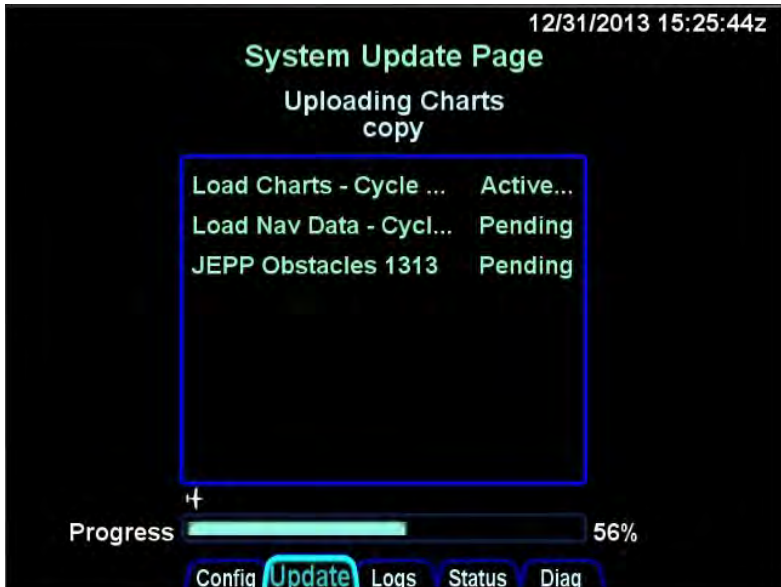 12/31/2013 15:25:44z
System Update Page
Uploading Charts
copy
Load Charts - Cycle ... Active...
Load Nav Data - Cycl... Pending
JEPP Obstacles 1313 Pending
Progress 56%
Config Update Logs Status Diag